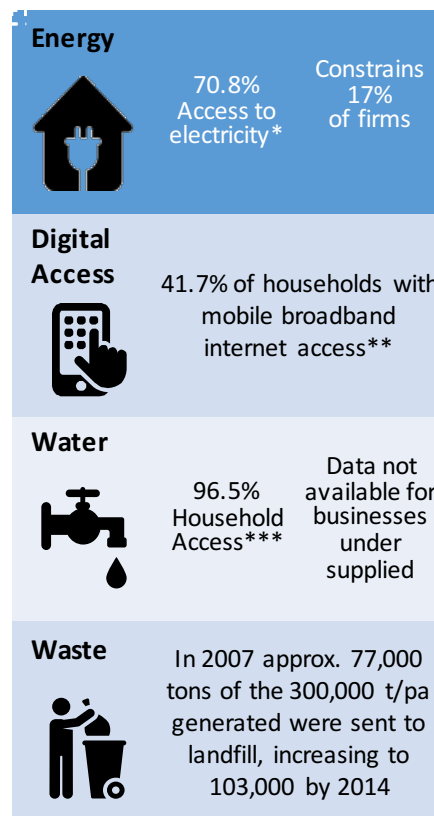 Energy
70.8%
Access to
electricity*
Constrains
17%
of firms
Digital
Access
41.7% of households with
mobile broadband
internet access**
Water
96.5%
Household
Access***
Data not
available for
businesses
under
supplied
Waste
In 2007 approx. 77,000
tons of the 300,000 t/pa
generated were sent to
landfill, increasing to
103,000 by 2014